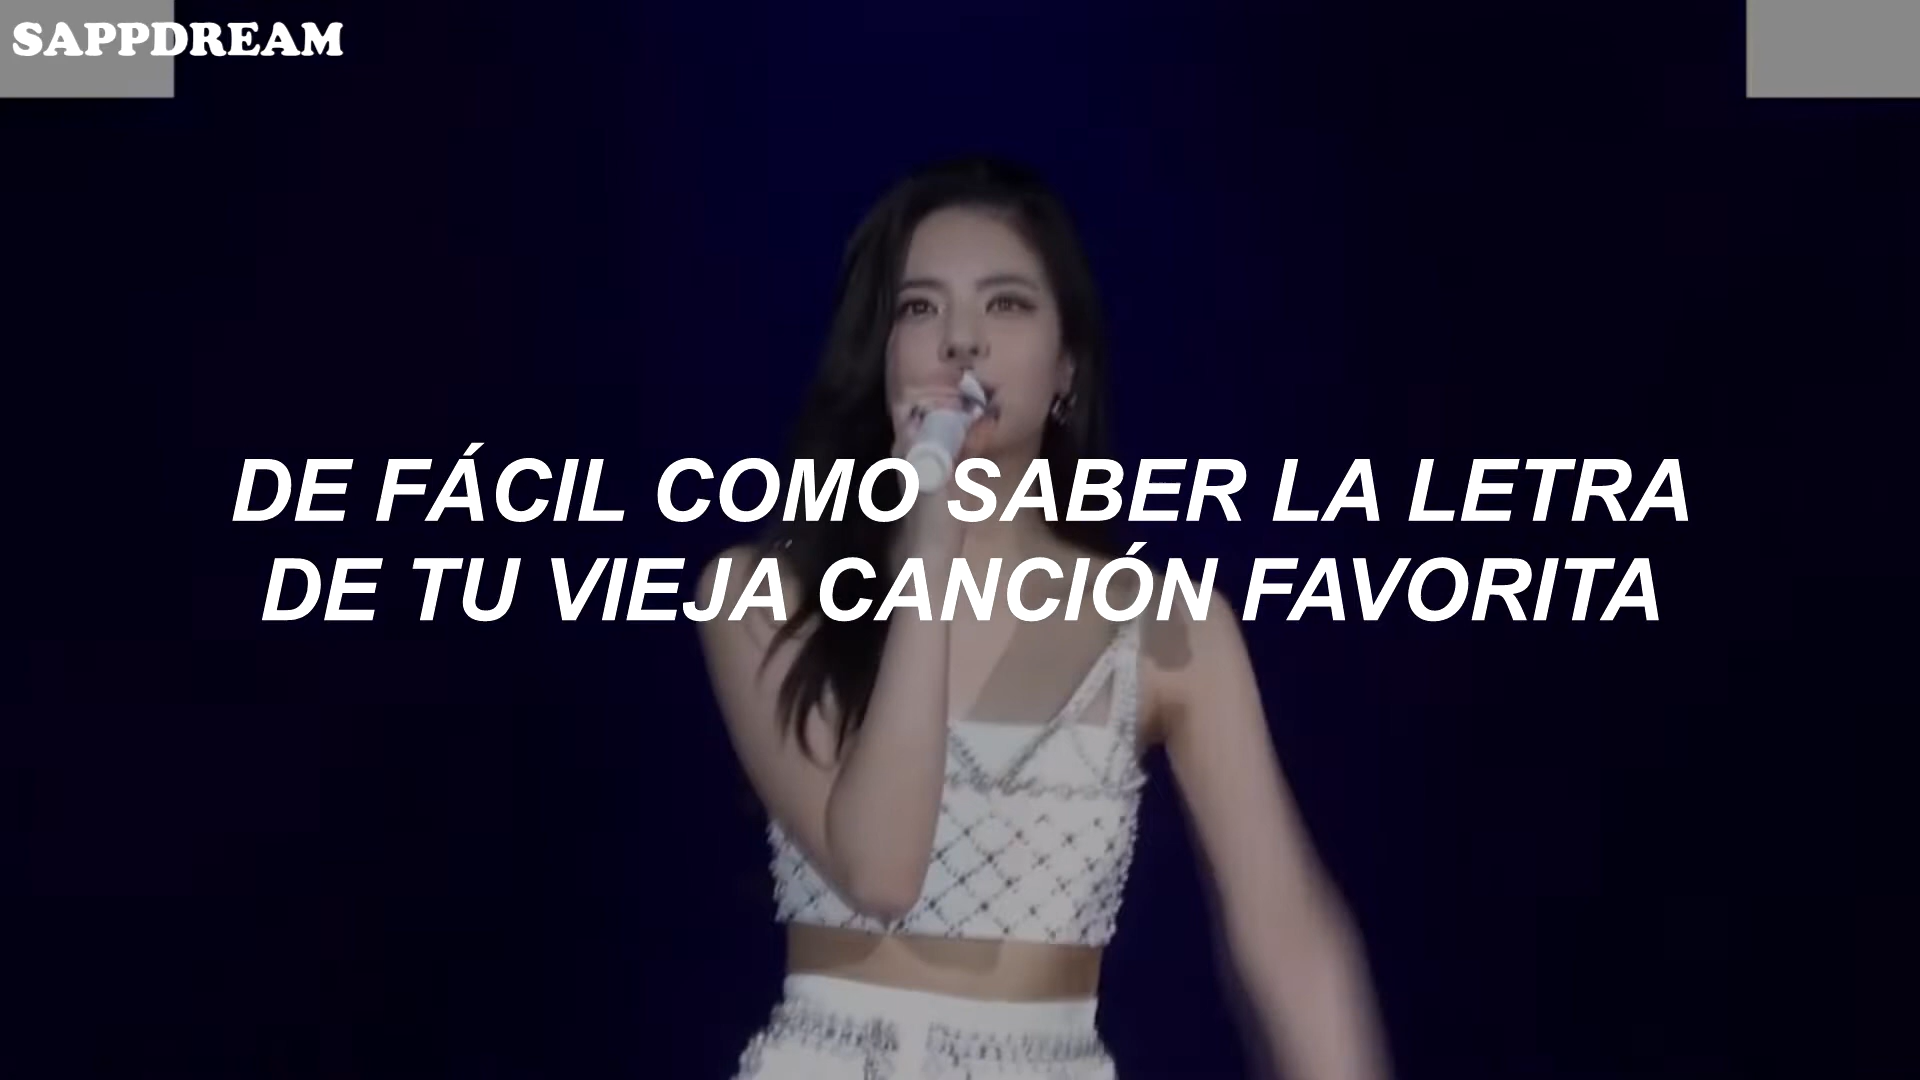 SAPPDREAM
DE FÁCIL COMO SABER LA LETRA
DE TU VIEJA CANCIÓN FAVORITA